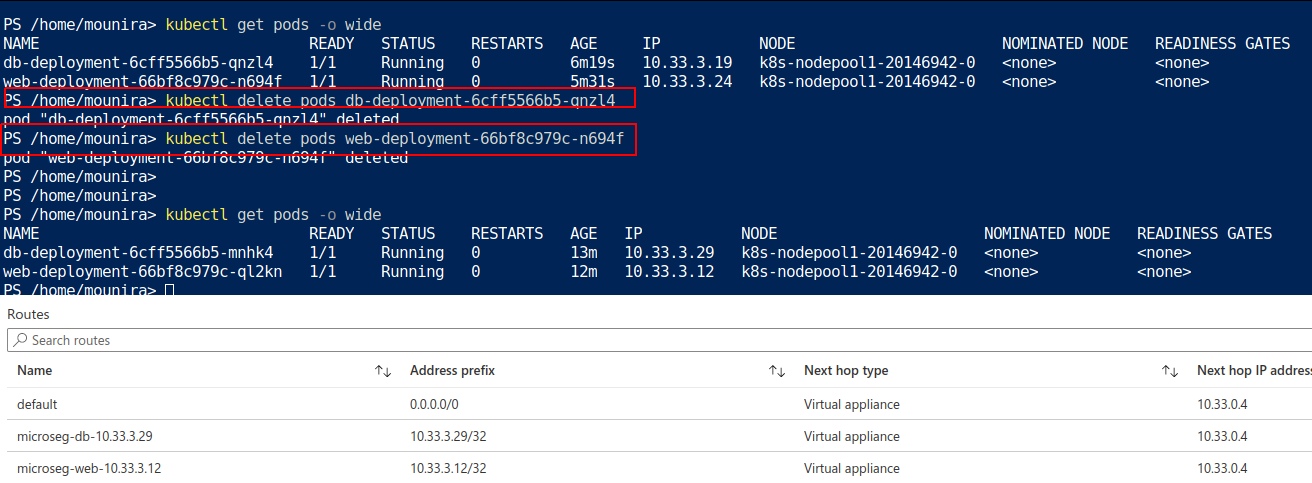 PS /home/mounira> kubectl get pods -o wide
NAME READY STATUS RESTARTS AGE IP NODE NOMINATED NODE READINESS GATES
db-deployment-6cff5566b5-qnzl4 1/1 Running 0 6m19s 10.33.3.19 k8s-nodepool1-20146942-0 <none> <none>
web-deployment-66bf8c979c-n694f 1/1 Running 0 5m31s 10.33.3.24 k8s-nodepool1-20146942-0 <none> <none>
PS /home/mounira> kubectl delete pods db-deployment-6cff5566b5-qnzl4
pod "db-deployment-6cff5566b5-qnzl4" deleted
PS /home/mounira> kubectl delete pods web-deployment-66bf8c979c-n694f
pod "web-deployment-66bf8c979c-n694f" deleted
PS /home/mounira>
PS /home/mounira>
PS /home/mounira> kubectl get pods -o wide
NAME READY STATUS RESTARTS AGE IP NODE NOMINATED NODE READINESS GATES
db-deployment-6cff5566b5-mnhk4 1/1 Running 0 13m 10.33.3.29 k8s-nodepool1-20146942-0 <none> <none>
web-deployment-66bf8c979c-ql2kn 1/1 Running 0 12m 10.33.3.12 k8s-nodepool1-20146942-0 <none> <none>
PS /home/mounira>
Routes
Search routes
Name Address prefix Next hop type Next hop IP address
default 0.0.0.0/0 Virtual appliance 10.33.0.4
microseg-db-10.33.3.29 10.33.3.29/32 Virtual appliance 10.33.0.4
microseg-web-10.33.3.12 10.33.3.12/32 Virtual appliance 10.33.0.4